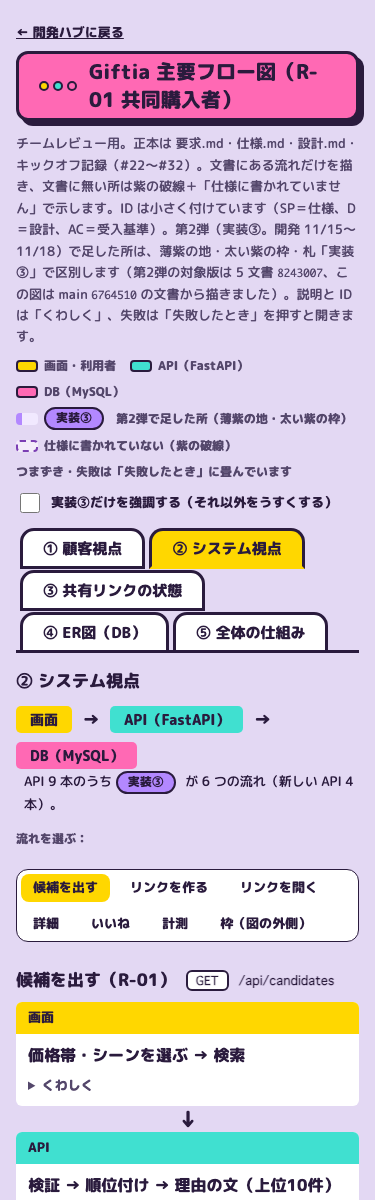 ← 開発ハブに戻る
Giftia 主要フロー図（R-
01 共同購入者）
チームレビュー用。正本は 要求.md・仕様.md・設計.md・
キックオフ記録（#22〜#32）。文書にある流れだけを描
き、文書に無い所は紫の破線＋「仕様に書かれていませ
ん」で示します。ID は小さく付けています（SP＝仕様、D
＝設計、AC＝受入基準）。第2弾（実装③。開発 11/15〜
11/18）で足した所は、薄紫の地・太い紫の枠・札「実装
③」で区別します（第2弾の対象版は 5 文書 8243007、こ
の図は main 6764510 の文書から描きました）。説明と ID
は「くわしく」、失敗は「失敗したとき」を押すと開きま
す。
画面・利用者 API（FastAPI）
DB（MySQL）
実装③ 第2弾で足した所（薄紫の地・太い紫の枠）
仕様に書かれていない（紫の破線）
つまずき・失敗は「失敗したとき」に畳んでいます
実装③だけを強調する（それ以外をうすくする）
① 顧客視点 ② システム視点
③ 共有リンクの状態
④ ER図（DB） ⑤ 全体の仕組み
② システム視点
画面 → API（FastAPI） →
DB（MySQL）
API 9 本のうち 実装③ が 6 つの流れ（新しい API 4
本）。
流れを選ぶ：
候補を出す リンクを作る リンクを開く
詳細 いいね 計測 枠（図の外側）
候補を出す（R-01） GET /api/candidates
画面
価格帯・シーンを選ぶ → 検索
▶ くわしく
↓
API
検証 → 順位付け → 理由の文（上位10件）